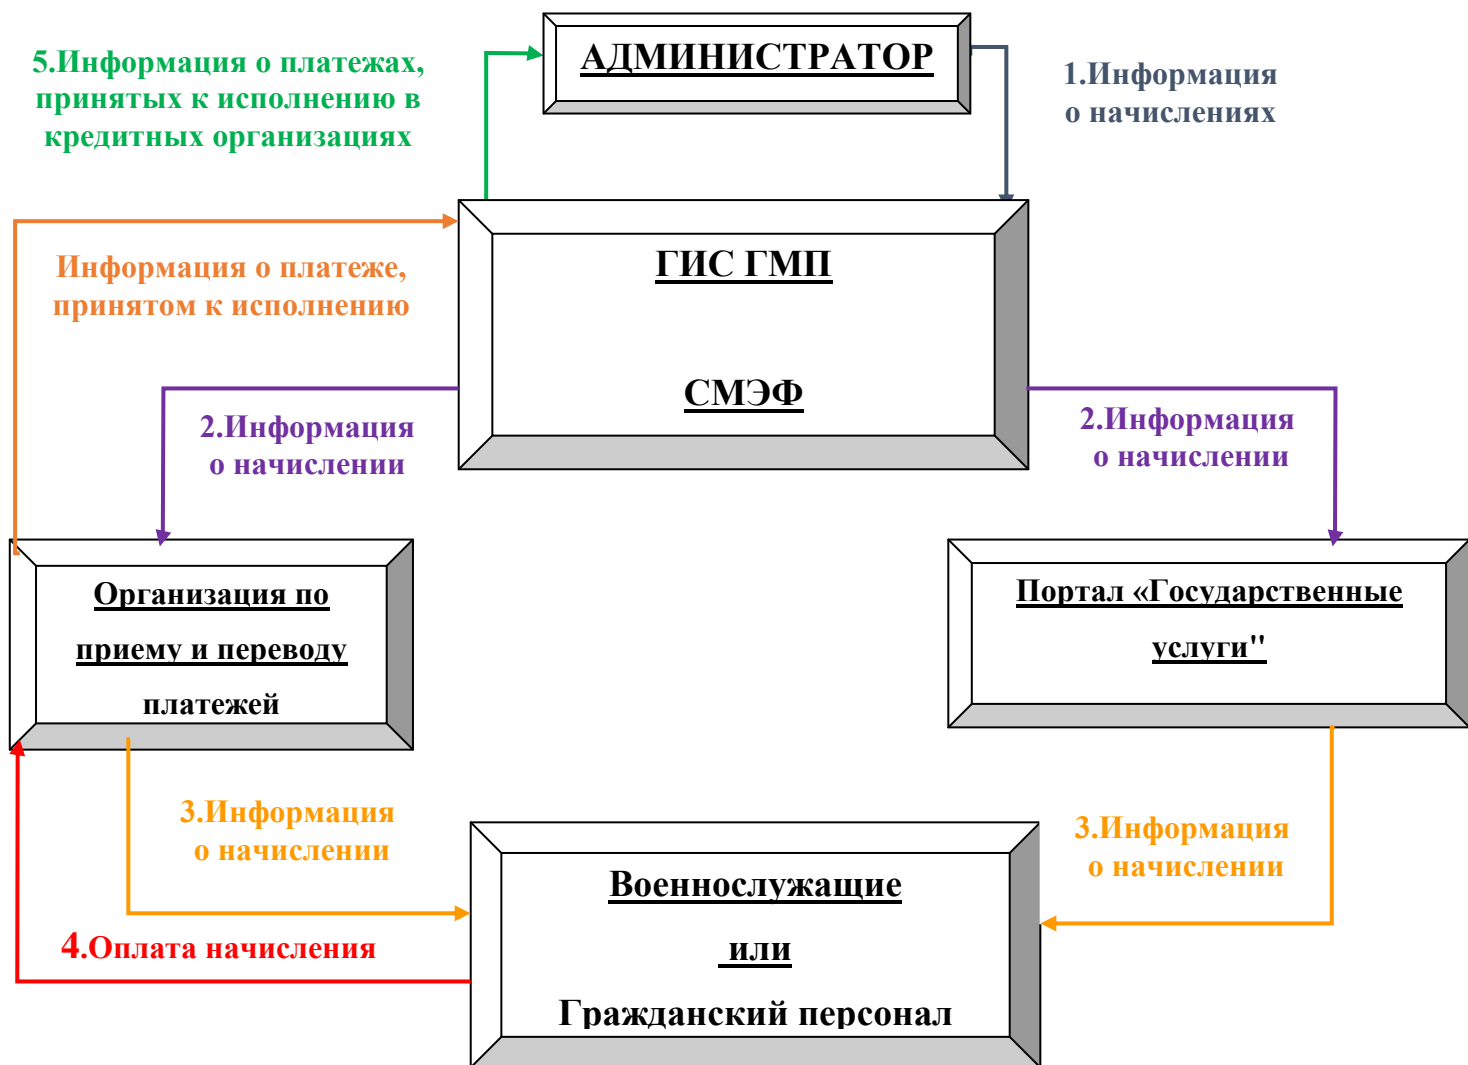 АДМИНИСТРАТОР
5.Информация о платежах,
принятых к исполнению в
кредитных организациях
1.Информация
о начислениях
ГИС ГМП
СМЭФ
Информация о платеже,
принятом к исполнению
2.Информация
о начислении
2.Информация
о начислении
Организация по
приему и переводу
платежей
Портал «Государственные
услуги"
3.Информация
о начислении
3.Информация
о начислении
4.Оплата начисления
Военнослужащие
или
Гражданский персонал